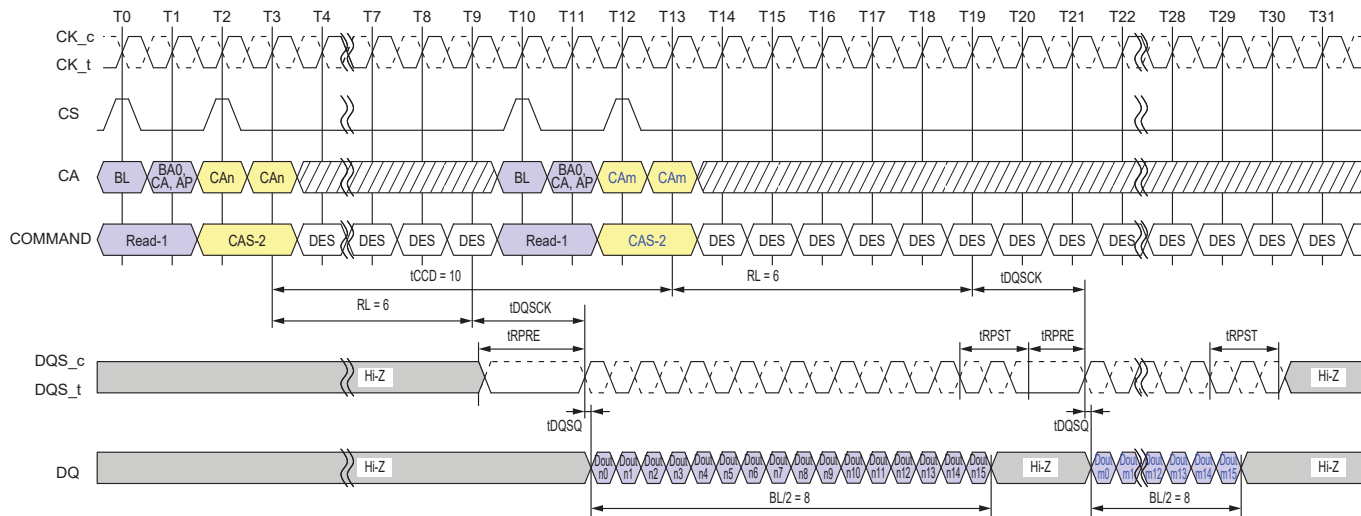 T0 T1 T2 T3 T4 T7 T8 T9 T10 T11 T12 T13 T14 T15 T16 T17 T18 T19 T20 T21 T22 T28 T29 T30 T31
CK_c
CK_t
CS
CA BL BA0, CA, AP CAn CAn BL BA0, CA, AP CAm CAm
COMMAND Read-1 CAS-2 DES DES DES DES Read-1 CAS-2 DES DES DES DES DES DES DES DES DES DES DES DES DES
tCCD = 10 RL = 6 tDQSCK
RL = 6 tDQSCK
tRPRE tRPST tRPRE tRPST
DQS_c
DQS_t Hi-Z Hi-Z
tDQSQ tDQSQ
DQ Hi-Z Dout n0 Dout n1 Dout n2 Dout n3 Dout n4 Dout n5 Dout n6 Dout n7 Dout n8 Dout n9 Dout n10 Dout n11 Dout n12 Dout n13 Dout n14 Dout n15 Hi-Z Dout m0 Dout m1 Dout m12 Dout m13 Dout m14 Dout m15 Hi-Z
BL/2 = 8 BL/2 = 8